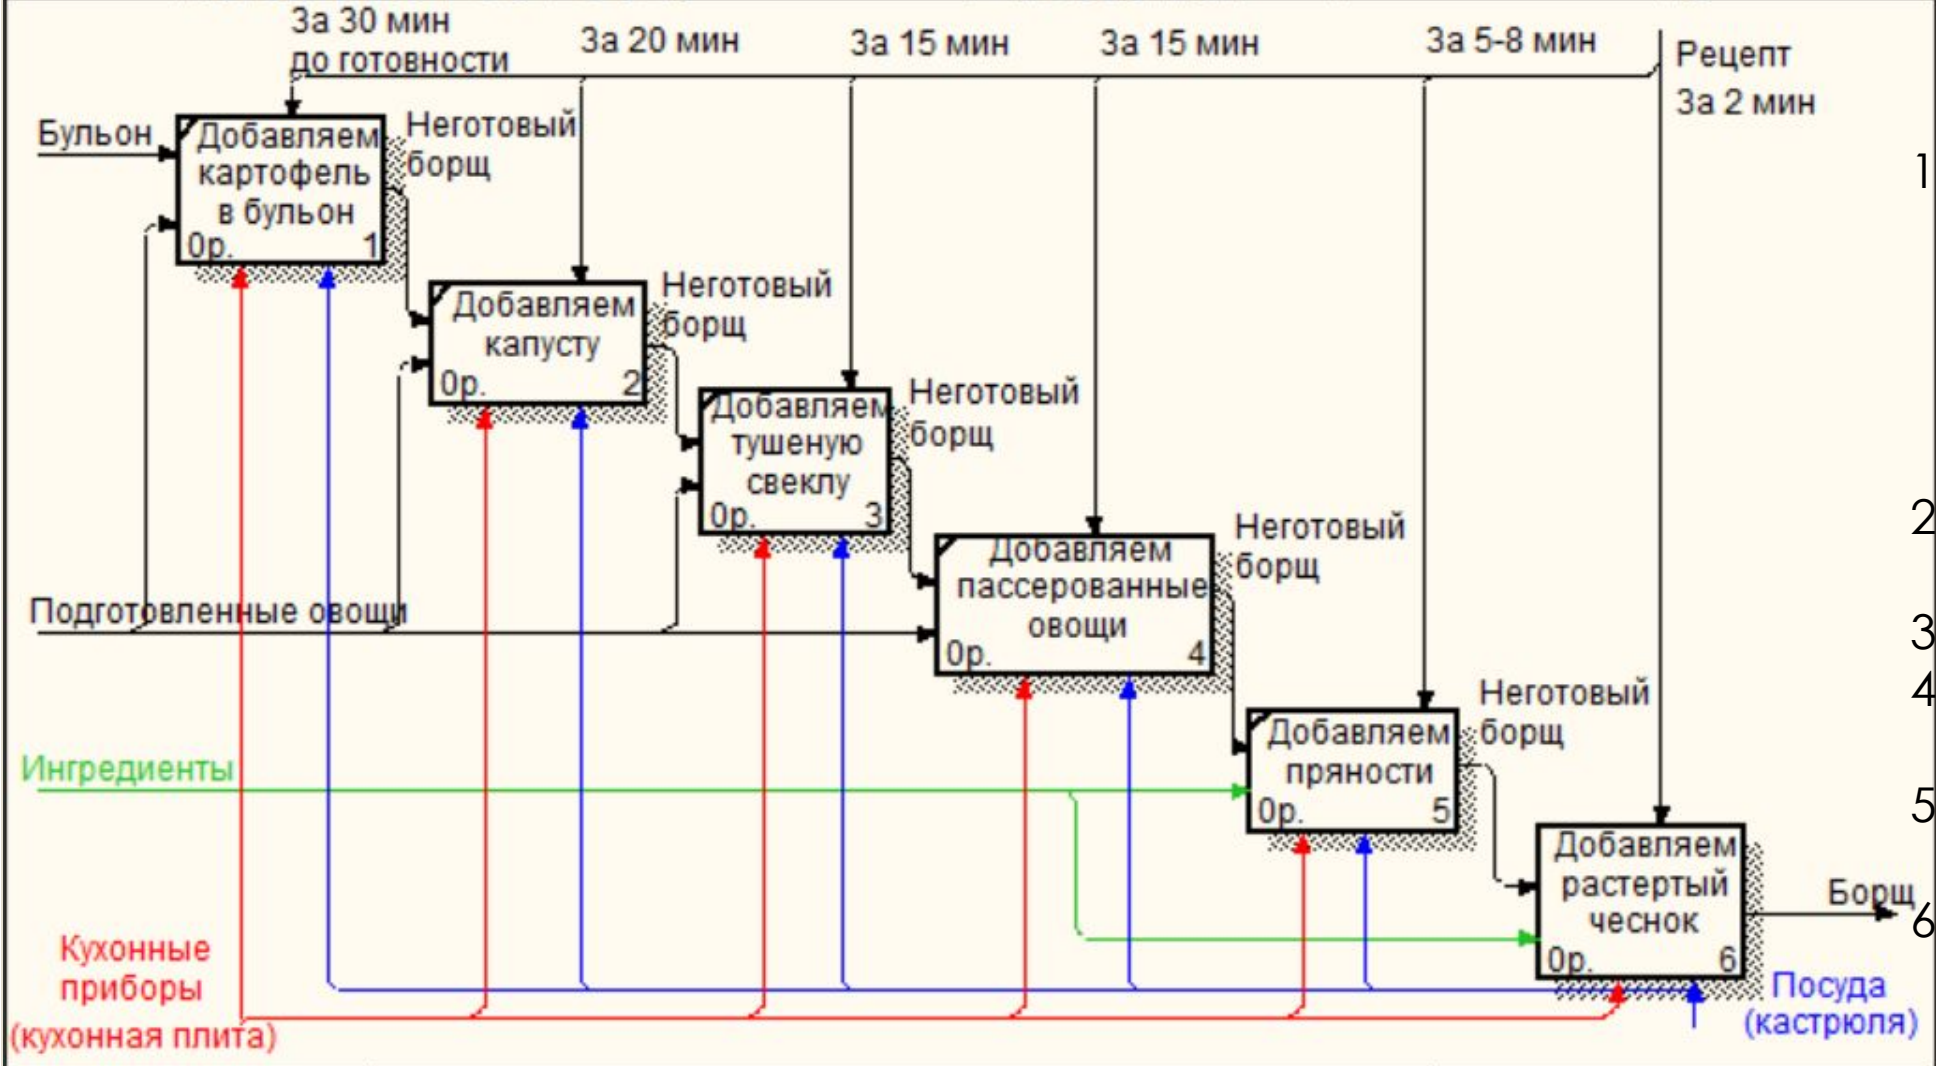 За 30 мин
до готовности
За 20 мин
За 15 мин
За 15 мин
За 5-8 мин
Рецепт
За 2 мин
Бульон
Добавляем
картофель
в бульон
0р. 1
Неготовый
борщ
1
Добавляем
капусту
0р. 2
Неготовый
борщ
Добавляем
тушеную
свеклу
0р. 3
Неготовый
борщ
2
Подготовленные овощи
Добавляем
пассерованные
овощи
0р. 4
Неготовый
борщ
3
4
Ингредиенты
Добавляем
пряности
0р. 5
Неготовый
борщ
5
Добавляем
растертый
чеснок
0р. 6
Борщ
6
Кухонные
приборы
(кухонная плита)
Посуда
(кастрюля)